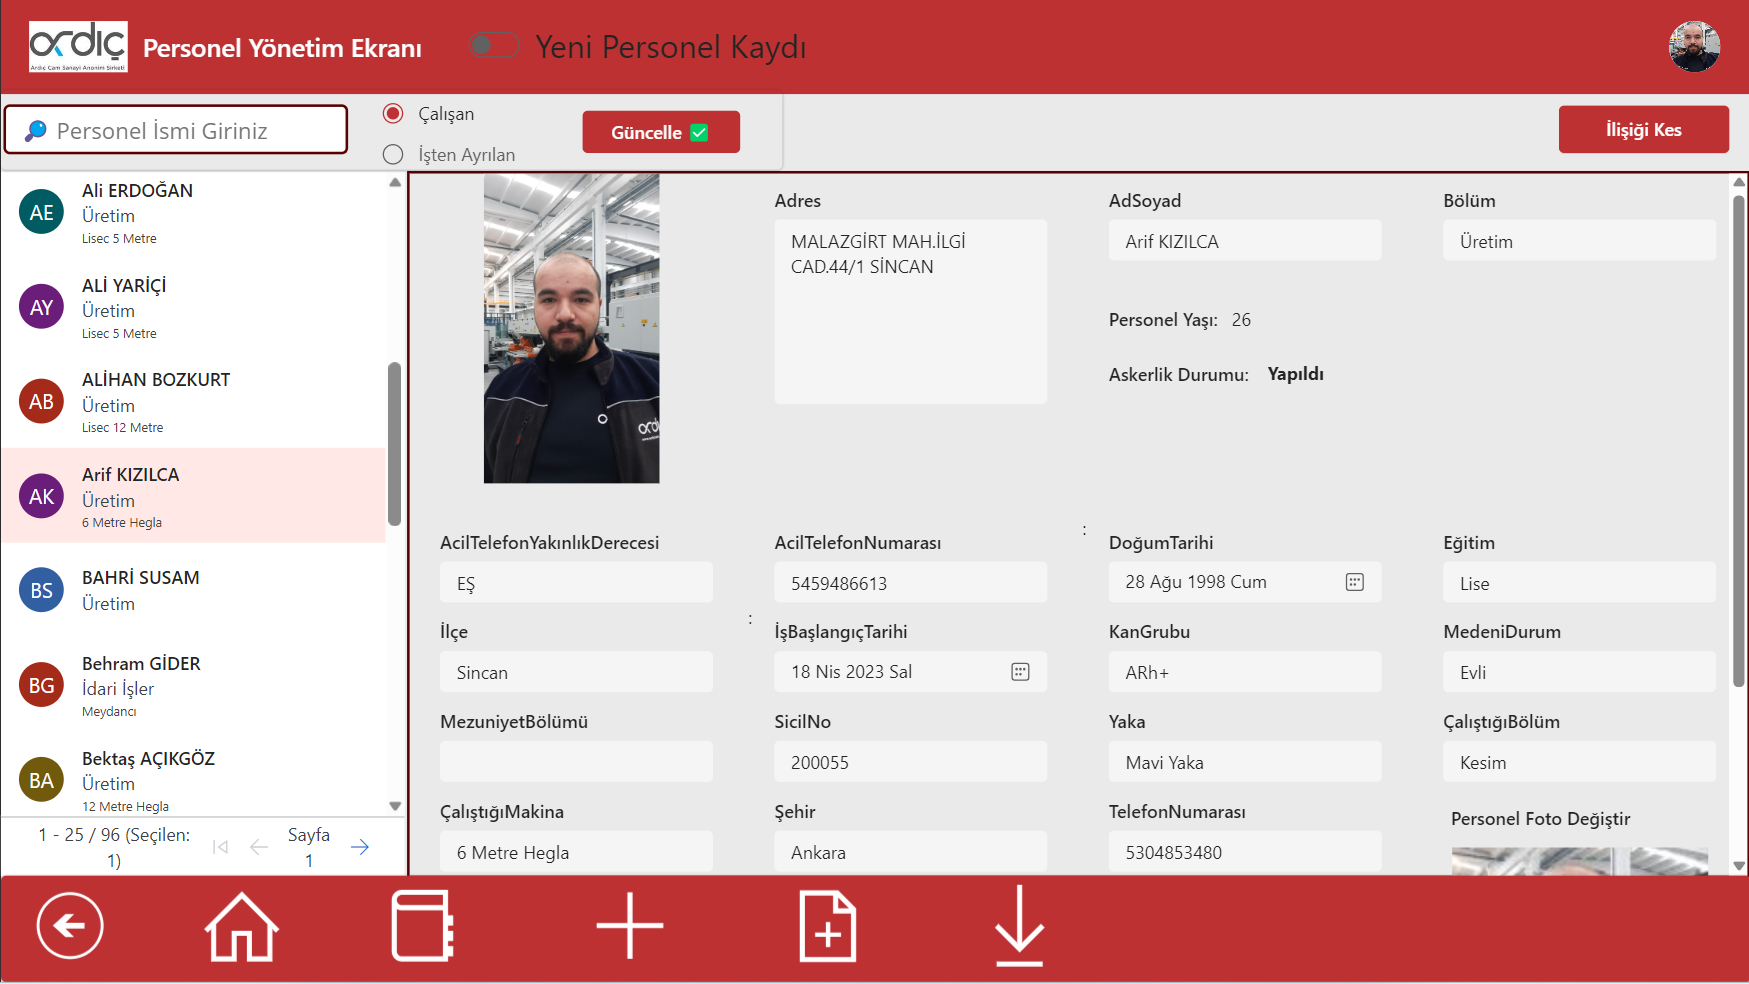 ordıç
Ardıc Cam Sanayi Anonim Sirketi
Personel Yönetim Ekranı
Yeni Personel Kaydı
Personel İsmi Giriniz
Çalışan
İşten Ayrılan
Güncelle
İlişiği Kes
AE
Ali ERDOĞAN
Üretim
Lisec 5 Metre
AY
ALİ YARİÇİ
Üretim
Lisec 5 Metre
AB
ALİHAN BOZKURT
Üretim
Lisec 12 Metre
AK
Arif KIZILCA
Üretim
6 Metre Hegla
BS
BAHRİ SUSAM
Üretim
BG
Behram GİDER
İdari İşler
Meydancı
BA
Bektaş AÇIKGÖZ
Üretim
12 Metre Hegla
1 - 25 / 96 (Seçilen:
1)
Sayfa
1
Adres
MALAZGİRT MAH.İLGİ
CAD.44/1 SİNCAN
AdSoyad
Arif KIZILCA
Bölüm
Üretim
Personel Yaşı: 26
Askerlik Durumu: Yapıldı
AcilTelefonYakınlıkDerecesi
EŞ
AcilTelefonNumarası
5459486613
:
DoğumTarihi
28 Ağu 1998 Cum
Eğitim
Lise
İlçe
Sincan
:
İşBaşlangıçTarihi
18 Nis 2023 Sal
KanGrubu
ARh+
MedeniDurum
Evli
MezuniyetBölümü
SicilNo
200055
Yaka
Mavi Yaka
ÇalıştığıBölüm
Kesim
ÇalıştığıMakina
6 Metre Hegla
Şehir
Ankara
TelefonNumarası
5304853480
Personel Foto Değiştir